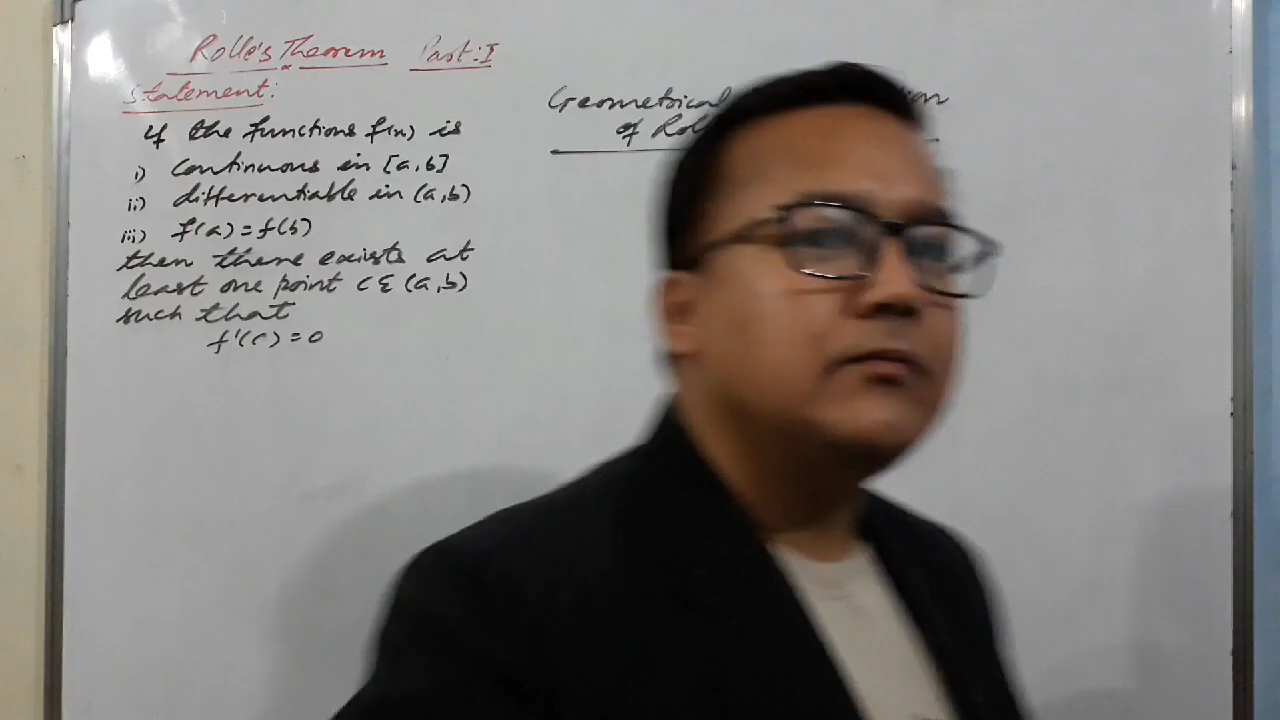 Rolle's Theorem Part:I
Statement:
If the functions f(x) is
i) continuous in [a,b]
ii) differentiable in (a,b)
iii) f(a)=f(b)
then there exists at
least one point c ε (a,b)
such that
f'(c)=0
Geometrical
of